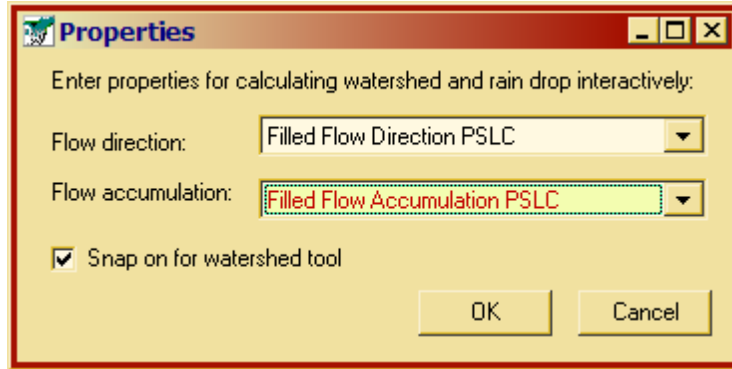 Properties
Enter properties for calculating watershed and rain drop interactively:
Flow direction:
Filled Flow Direction PSLC
Flow accumulation:
Filled Flow Accumulation PSLC
Snap on for watershed tool
OK
Cancel